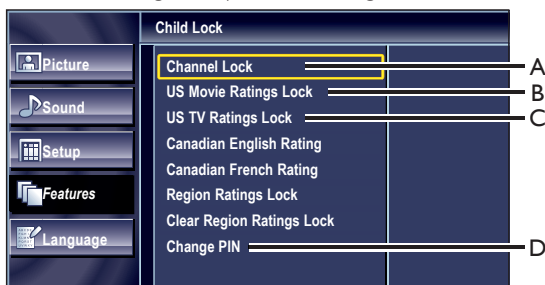 Child Lock
Picture
Sound
Setup
Features
Language
Channel Lock
US Movie Ratings Lock
US TV Ratings Lock
Canadian English Rating
Canadian French Rating
Region Ratings Lock
Clear Region Ratings Lock
Change PIN
A
B
C
D